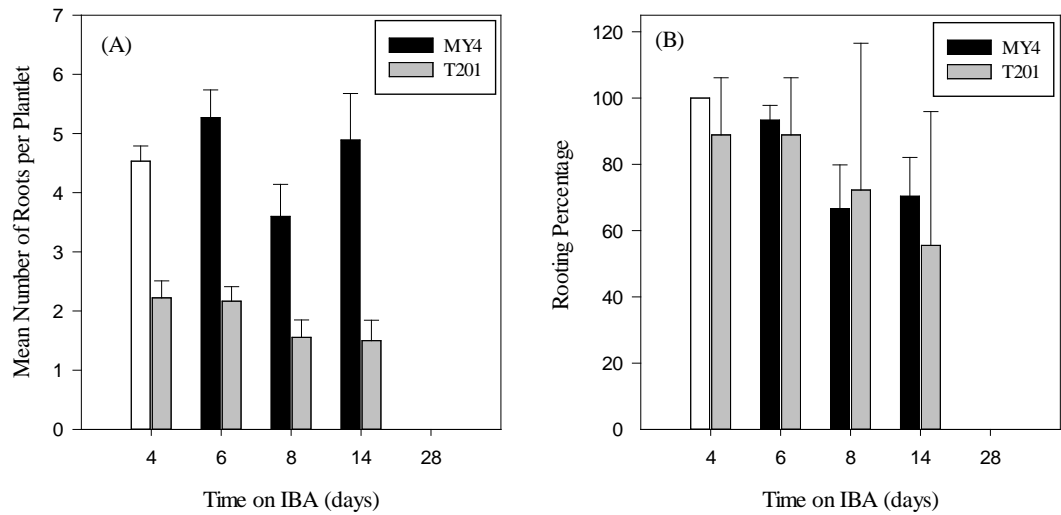 (A)
MY4
T201
7
6
5
4
3
2
1
0
Mean Number of Roots per Plantlet
4 6 8 14 28
Time on IBA (days)
(B)
MY4
T201
120
100
80
60
40
20
0
Rooting Percentage
4 6 8 14 28
Time on IBA (days)